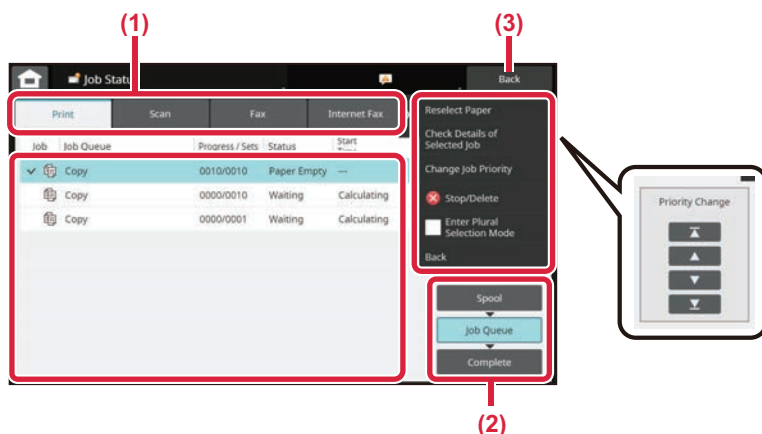 (1)
(3)
Job Statu
Back
Print
Scan
Fax
Internet Fax
Job
Job Queue
Progress / Sets
Status
Start
Copy
0010/0010
Paper Empty
---
Copy
0000/0010
Waiting
Calculating
Copy
0000/0001
Waiting
Calculating
Reselect Paper
Check Details of
Selected Job
Change Job Priority
Stop/Delete
Enter Plural
Selection Mode
Back
Spool
Job Queue
Complete
Priority Change
(2)